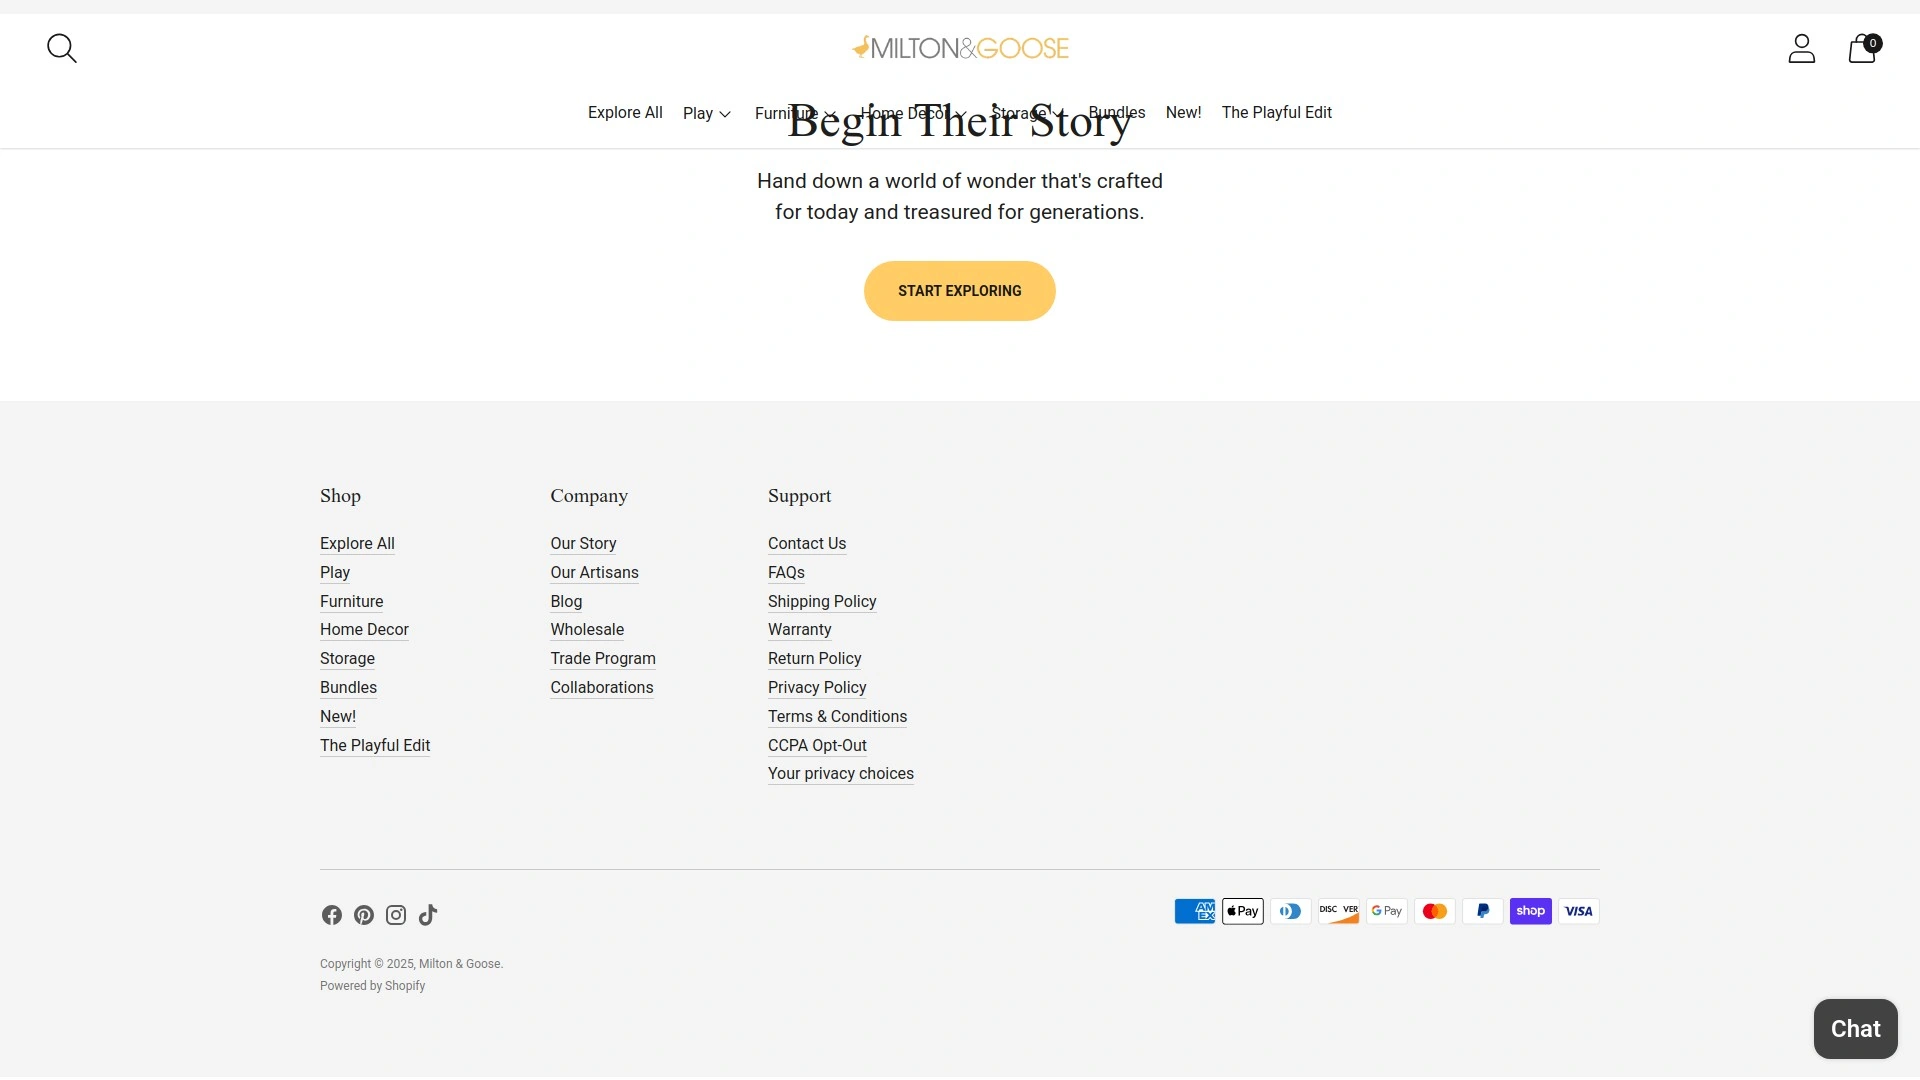 MILTON&GOOSE
0
Explore All Play Furniture Home Decor Storage Bundles New! The Playful Edit
Begin Their Story
Hand down a world of wonder that's crafted
for today and treasured for generations.
START EXPLORING
Shop
Explore All
Play
Furniture
Home Decor
Storage
Bundles
New!
The Playful Edit
Company
Our Story
Our Artisans
Blog
Wholesale
Trade Program
Collaborations
Support
Contact Us
FAQs
Shipping Policy
Warranty
Return Policy
Privacy Policy
Terms & Conditions
CCPA Opt-Out
Your privacy choices
AM
EX
Pay
DISC VER
G Pay
shop
VISA
Copyright © 2025, Milton & Goose.
Powered by Shopify
Chat